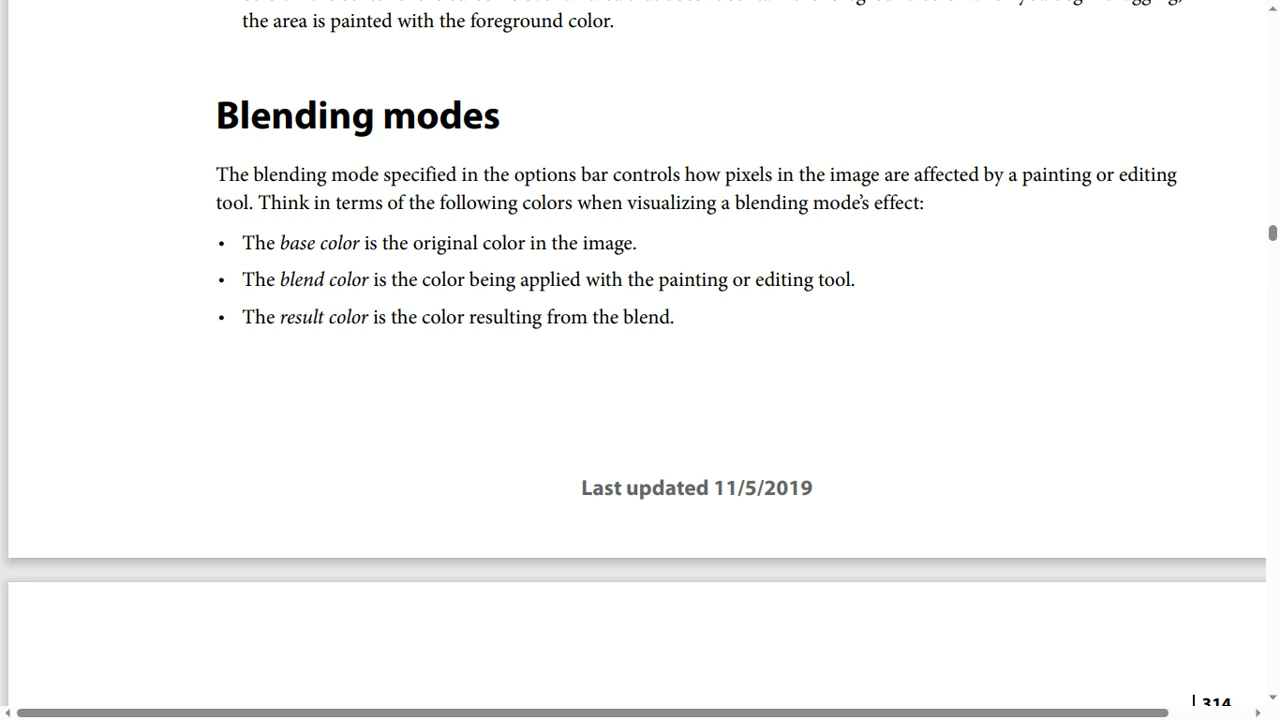 the area is painted with the foreground color.
Blending modes
The blending mode specified in the options bar controls how pixels in the image are affected by a painting or editing
tool. Think in terms of the following colors when visualizing a blending mode’s effect:
• The base color is the original color in the image.
• The blend color is the color being applied with the painting or editing tool.
• The result color is the color resulting from the blend.
Last updated 11/5/2019
314